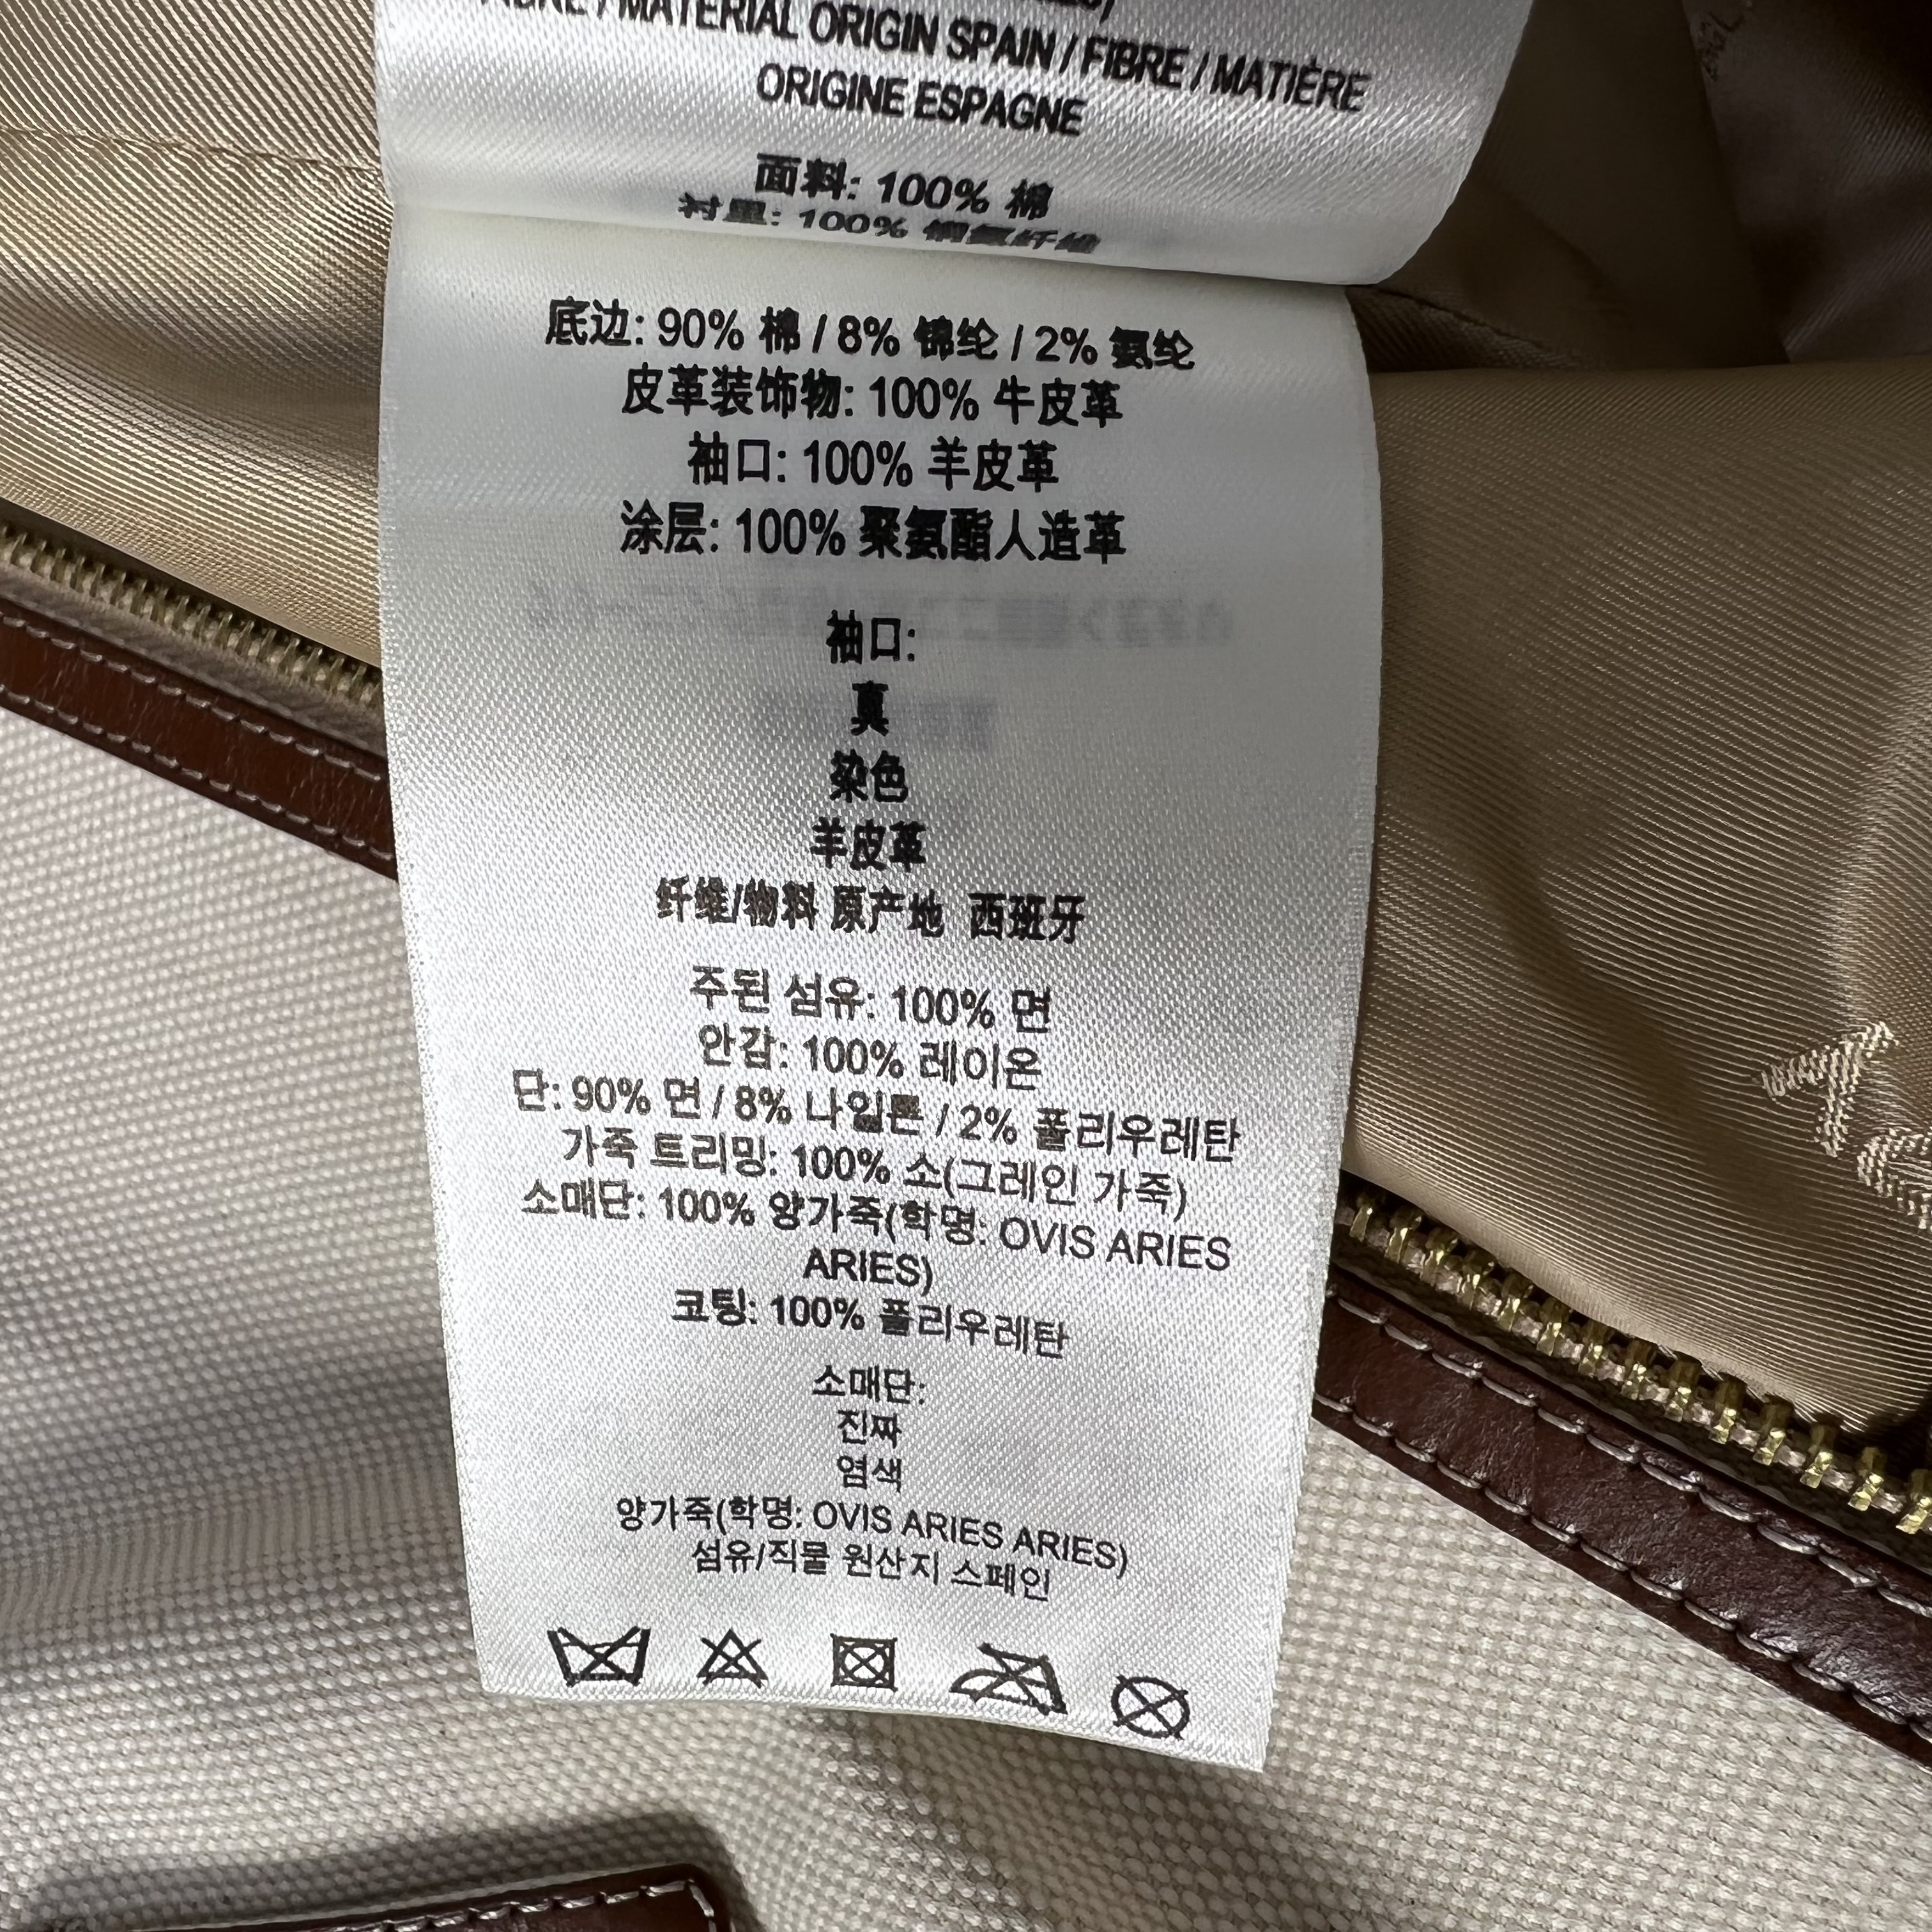 MATERIAL ORIGIN SPAIN / FIBRE / MATIÈRE
ORIGINE ESPAGNE
面料: 100% 棉
衬里: 100% 铜氨纤维
底边: 90% 棉 / 8% 锦纶 / 2% 氨纶
皮革装饰物: 100% 牛皮革
袖口: 100% 羊皮革
涂层: 100% 聚氨酯人造革
袖口:
真
染色
羊皮革
纤维/物料 原产地 西班牙
주된 섬유: 100% 면
안감: 100% 레이온
단: 90% 면 / 8% 나일론 / 2% 폴리우레탄
가죽 트리밍: 100% 소(그레인 가죽)
소매단: 100% 양가죽(학명: OVIS ARIES
ARIES)
코팅: 100% 폴리우레탄
소매단:
진짜
염색
양가죽(학명: OVIS ARIES ARIES)
섬유/직물 원산지 스페인